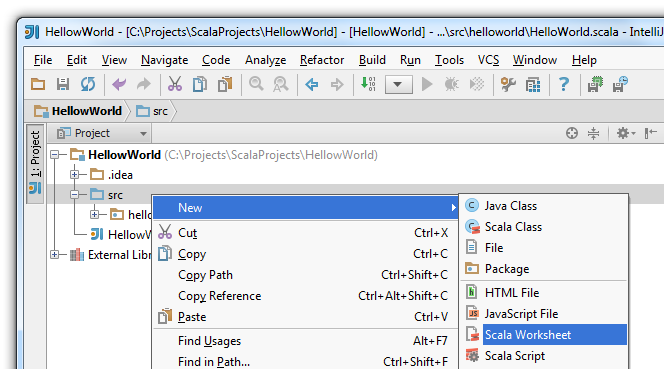 HellowWorld - [C:\Projects\ScalaProjects\HellowWorld] - [HellowWorld] - ...\src\helloworld\HelloWorld.scala - IntelliJ
File Edit View Navigate Code Analyze Refactor Build Run Tools VCS Window Help
HellowWorld src
1: Project
Project
HellowWorld (C:\Projects\ScalaProjects\HellowWorld)
.idea
src
New
Java Class
hello
Cut Ctrl+X
Scala Class
HellowW
Copy Ctrl+C
File
External Libr
Copy Path Ctrl+Shift+C
Package
Copy Reference Ctrl+Alt+Shift+C
HTML File
Paste Ctrl+V
JavaScript File
Find Usages Alt+F7
Scala Worksheet
Find in Path... Ctrl+Shift+F
Scala Script